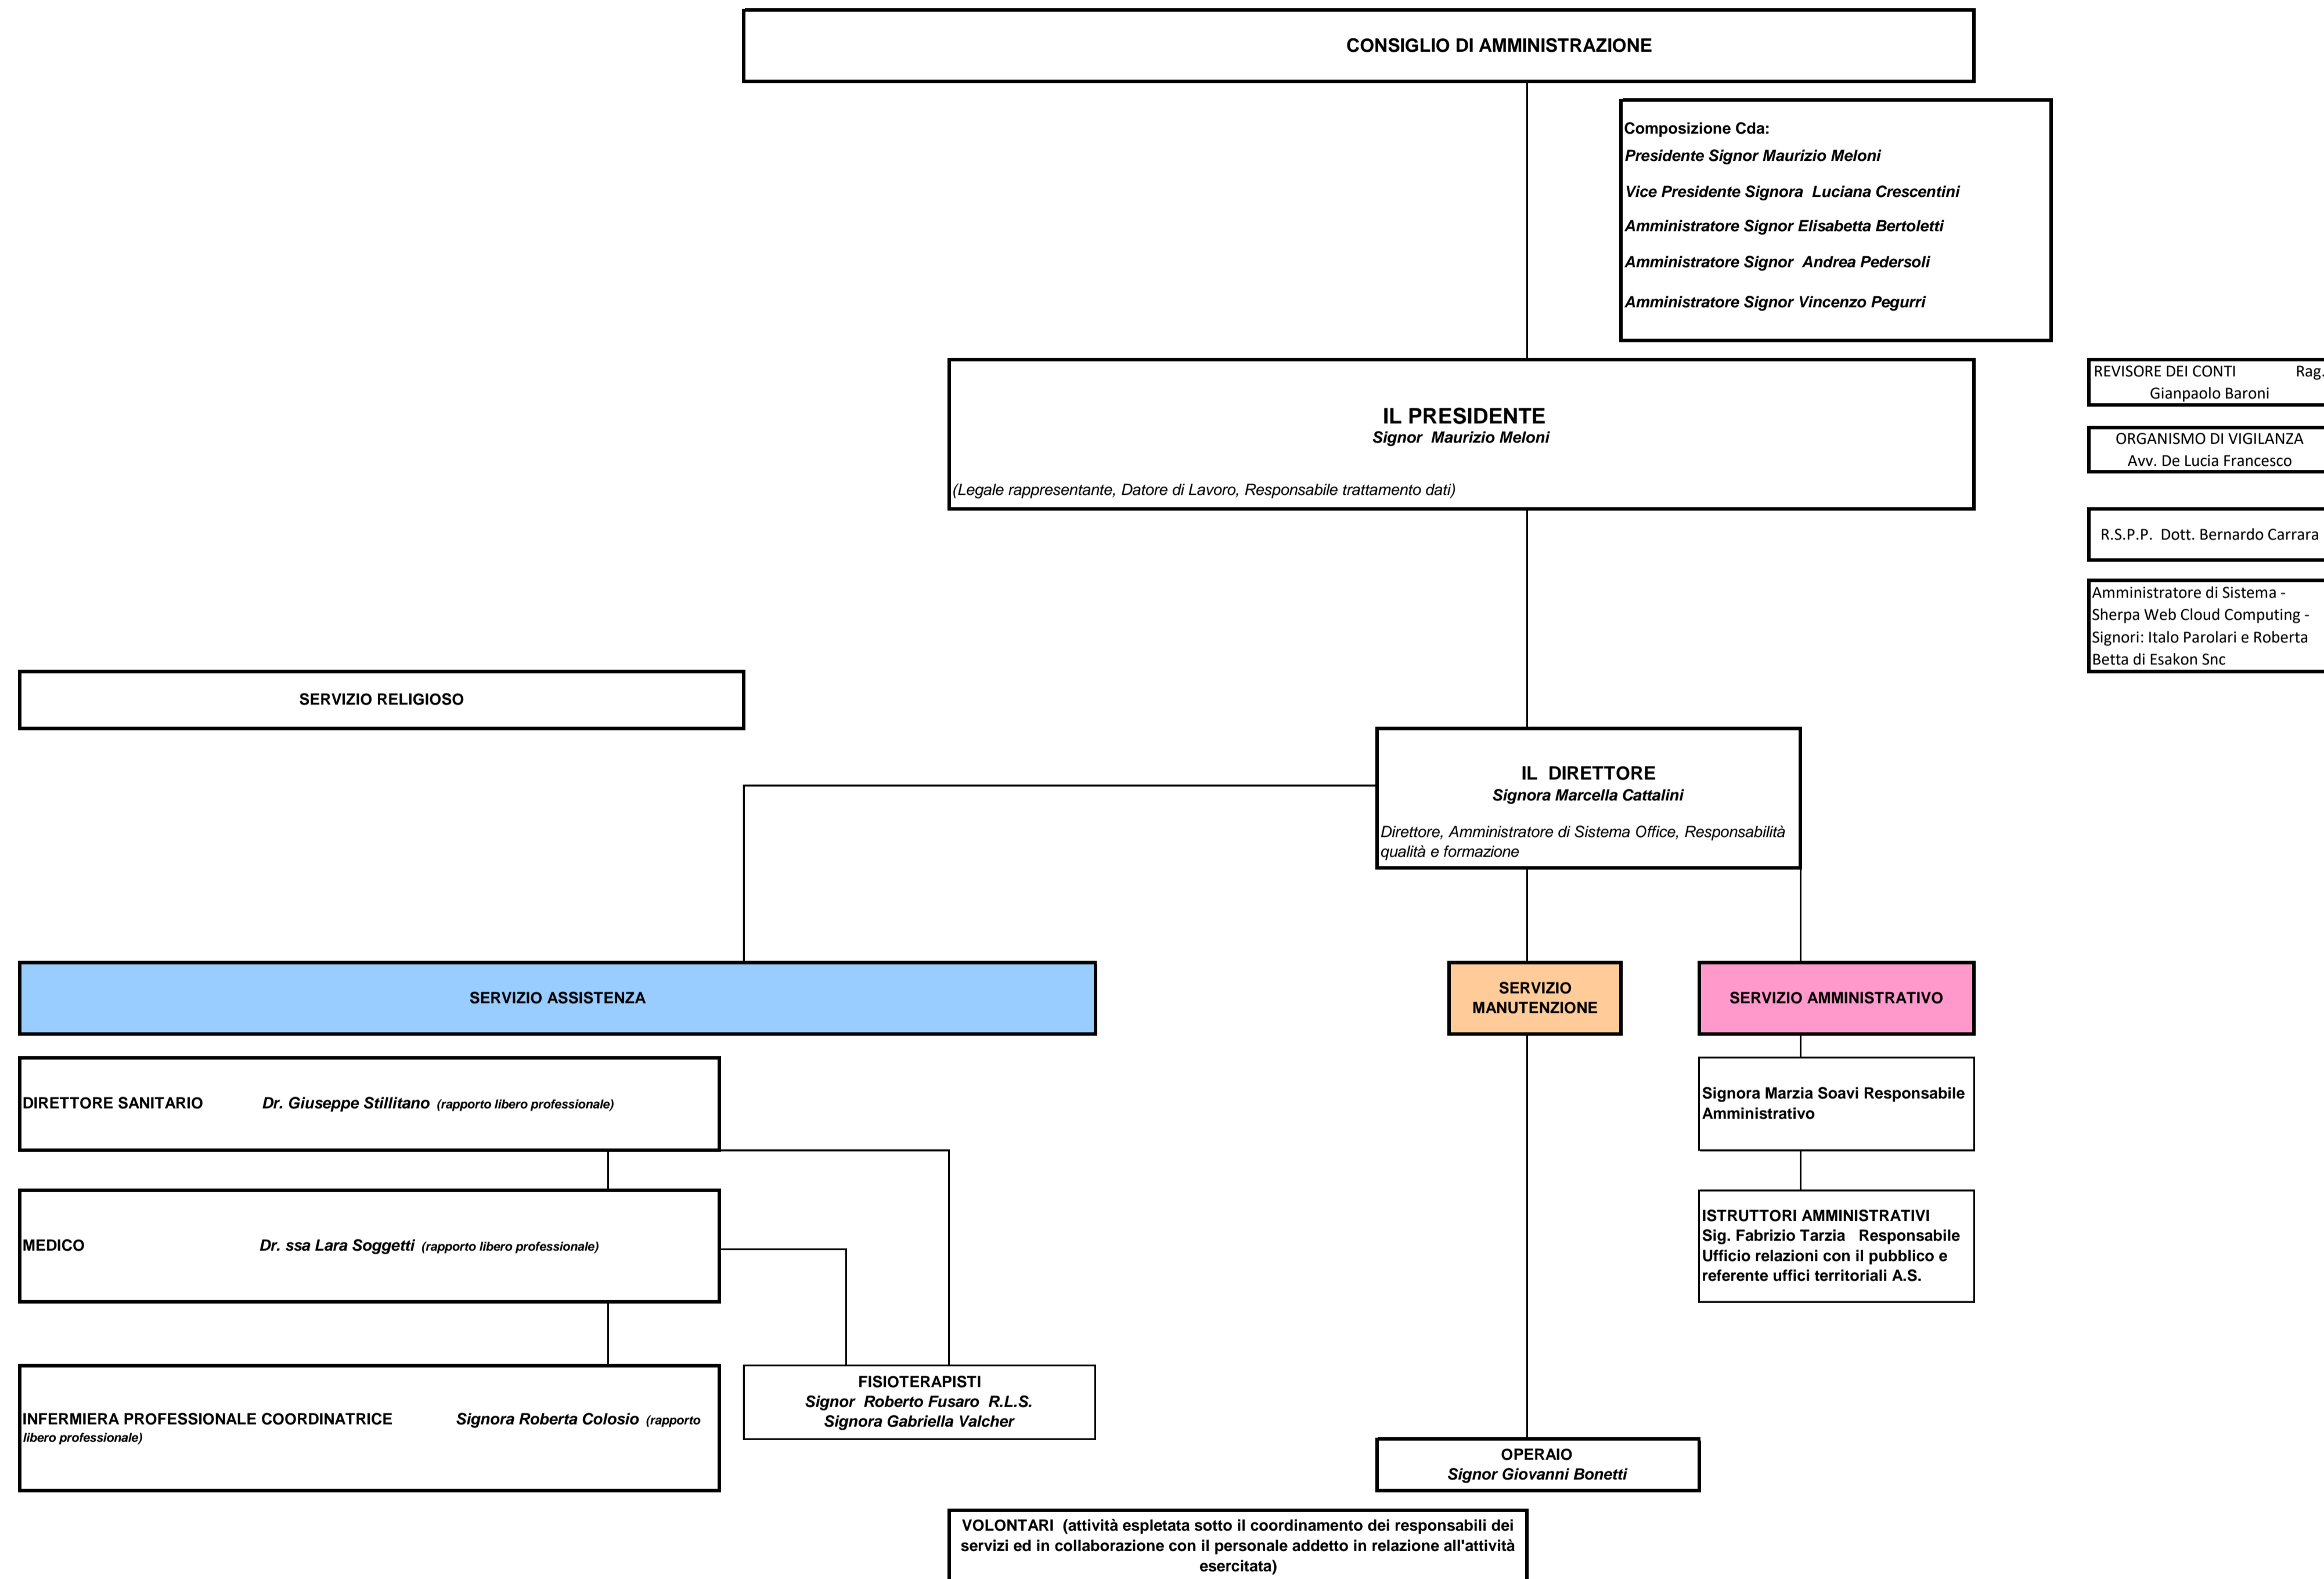 CONSIGLIO DI AMMINISTRAZIONE
Composizione Cda:
Presidente Signor Maurizio Meloni
Vice Presidente Signora  Luciana Crescentini
Amministratore Signor Elisabetta Bertoletti
Amministratore Signor  Andrea Pedersoli
Amministratore Signor Vincenzo Pegurri
IL PRESIDENTE
Signor  Maurizio Meloni
(Legale rappresentante, Datore di Lavoro, Responsabile trattamento dati)
REVISORE DEI CONTI Rag.
Gianpaolo Baroni
ORGANISMO DI VIGILANZA
Avv. De Lucia Francesco
R.S.P.P.  Dott. Bernardo Carrara
Amministratore di Sistema -
Sherpa Web Cloud Computing -
Signori: Italo Parolari e Roberta
Betta di Esakon Snc
SERVIZIO RELIGIOSO
IL  DIRETTORE
Signora Marcella Cattalini
Direttore, Amministratore di Sistema Office, Responsabilità
qualità e formazione
SERVIZIO ASSISTENZA
SERVIZIO
MANUTENZIONE
SERVIZIO AMMINISTRATIVO
DIRETTORE SANITARIO Dr. Giuseppe Stillitano (rapporto libero professionale)
Signora Marzia Soavi Responsabile
Amministrativo
MEDICO Dr. ssa Lara Soggetti (rapporto libero professionale)
ISTRUTTORI AMMINISTRATIVI
Sig. Fabrizio Tarzia   Responsabile
Ufficio relazioni con il pubblico e
referente uffici territoriali A.S.
INFERMIERA PROFESSIONALE COORDINATRICE Signora Roberta Colosio (rapporto
libero professionale)
FISIOTERAPISTI
Signor  Roberto Fusaro  R.L.S.
Signora Gabriella Valcher
OPERAIO
Signor Giovanni Bonetti
VOLONTARI  (attività espletata sotto il coordinamento dei responsabili dei
servizi ed in collaborazione con il personale addetto in relazione all'attività
esercitata)